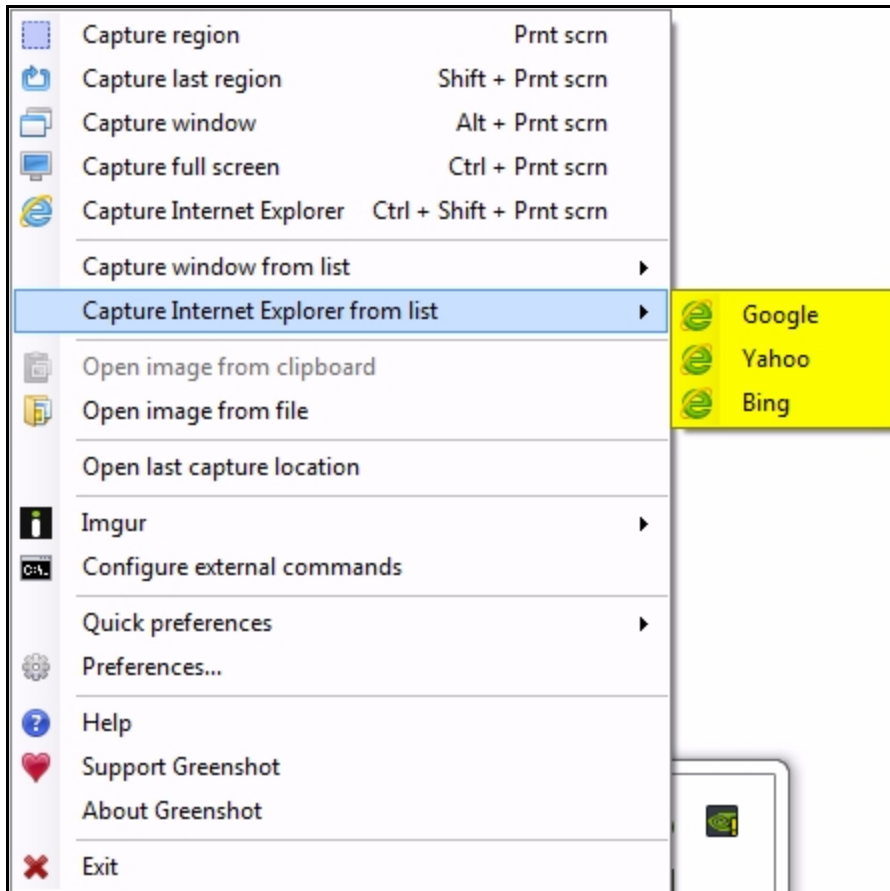 Capture region Prnt scrn
Capture last region Shift + Prnt scrn
Capture window Alt + Prnt scrn
Capture full screen Ctrl + Prnt scrn
Capture Internet Explorer Ctrl + Shift + Prnt scrn
Capture window from list
Capture Internet Explorer from list
Google
Yahoo
Bing
Open image from clipboard
Open image from file
Open last capture location
Imgur
C:\.
Configure external commands
Quick preferences
Preferences...
Help
Support Greenshot
About Greenshot
Exit